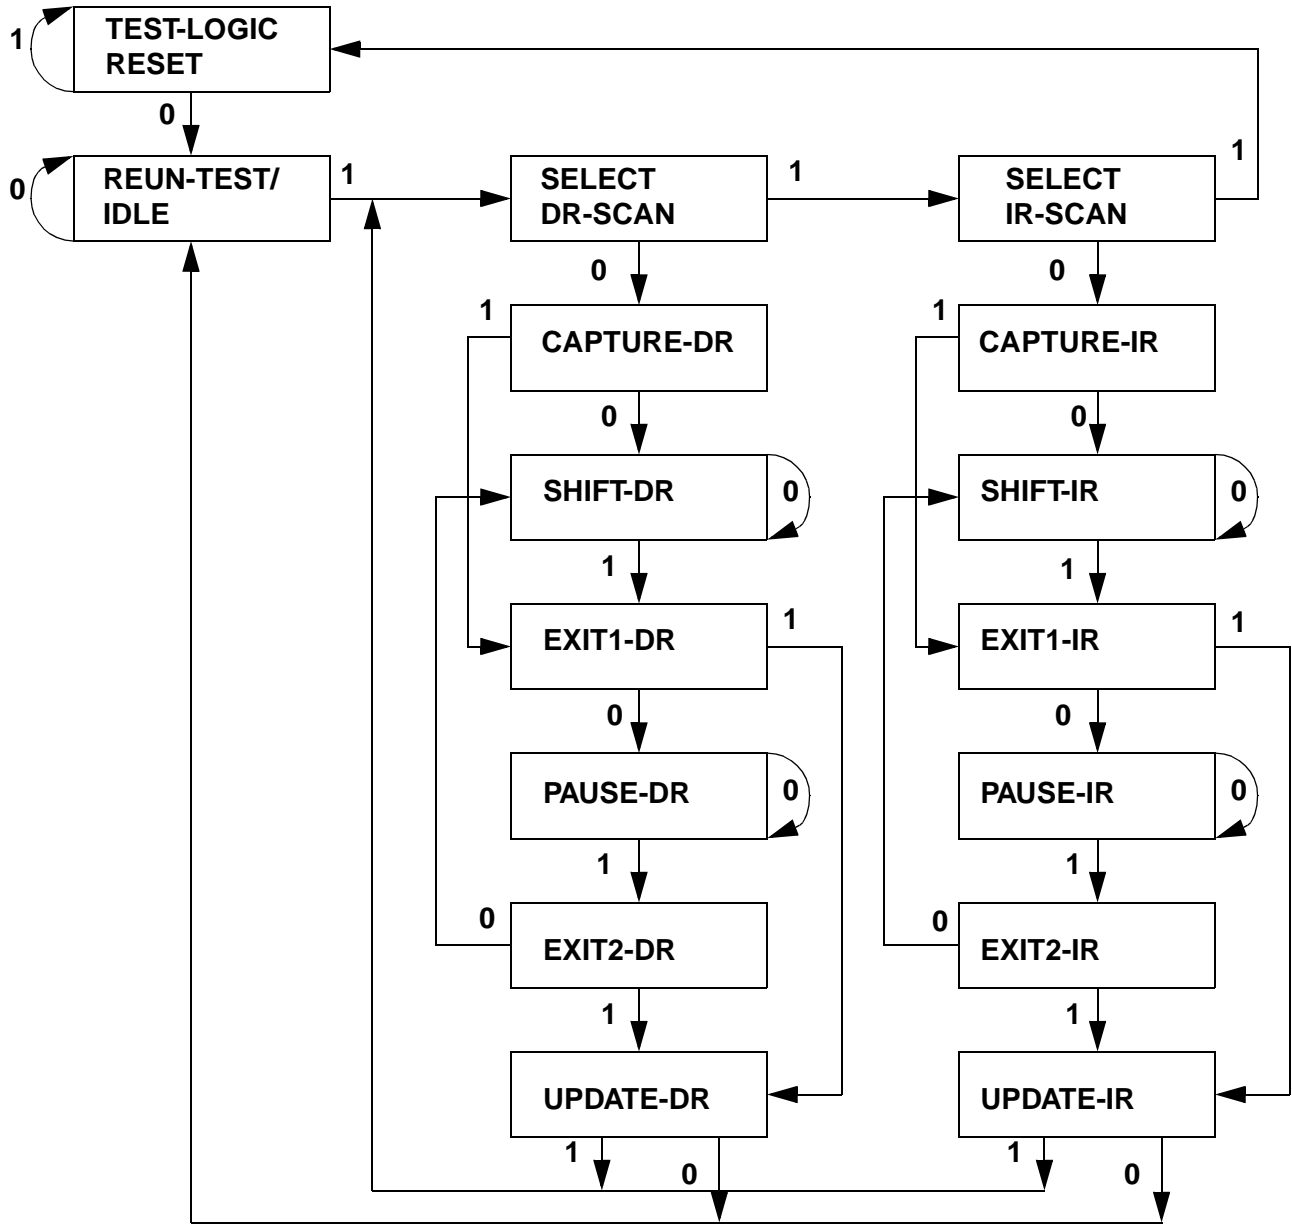 TEST-LOGIC
RESET
1
0
REUN-TEST/
IDLE
0
1
SELECT
DR-SCAN
1
SELECT
IR-SCAN
1
0
0
1
CAPTURE-DR
1
CAPTURE-IR
0
0
SHIFT-DR
0
SHIFT-IR
0
1
1
EXIT1-DR
1
EXIT1-IR
1
0
0
PAUSE-DR
0
PAUSE-IR
0
1
1
0
EXIT2-DR
0
EXIT2-IR
1
1
UPDATE-DR
UPDATE-IR
1
0
1
0